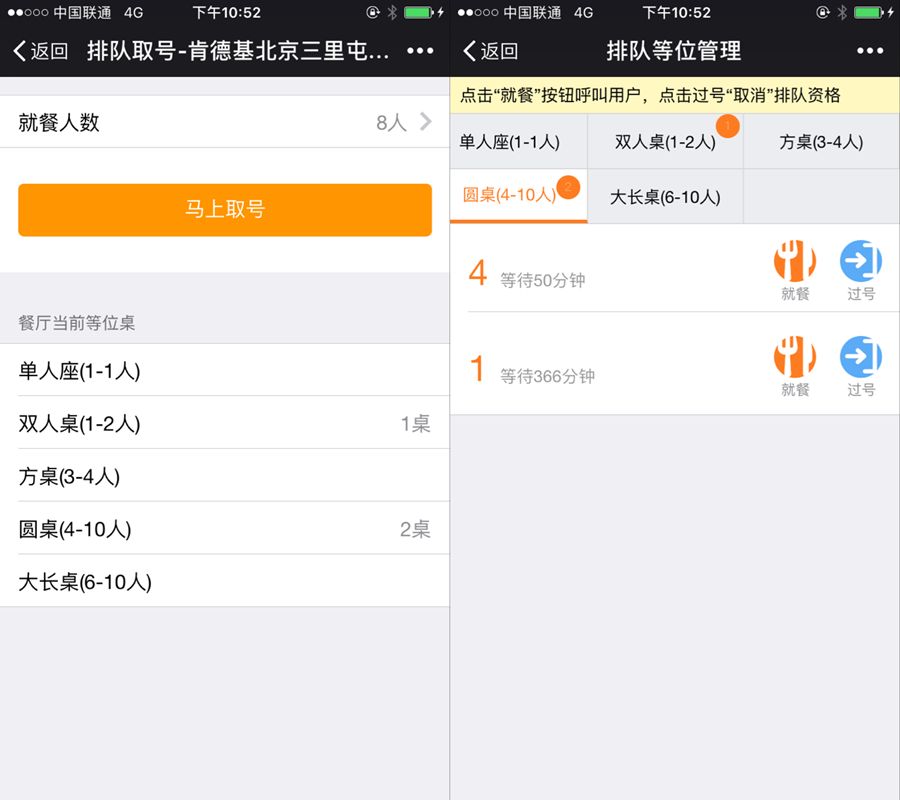 中国联通 4G 下午10:52
返回 排队取号-肯德基北京三里屯... •••
就餐人数 8人
马上取号
餐厅当前等位桌
单人座(1-1人)
双人桌(1-2人) 1桌
方桌(3-4人)
圆桌(4-10人) 2桌
大长桌(6-10人)
中国联通 4G 下午10:52
返回 排队等位管理 •••
点击“就餐”按钮呼叫用户，点击过号“取消”排队资格
单人座(1-1人) 双人桌(1-2人) 1 方桌(3-4人)
圆桌(4-10人) 2 大长桌(6-10人)
4 等待50分钟 就餐 过号
1 等待366分钟 就餐 过号